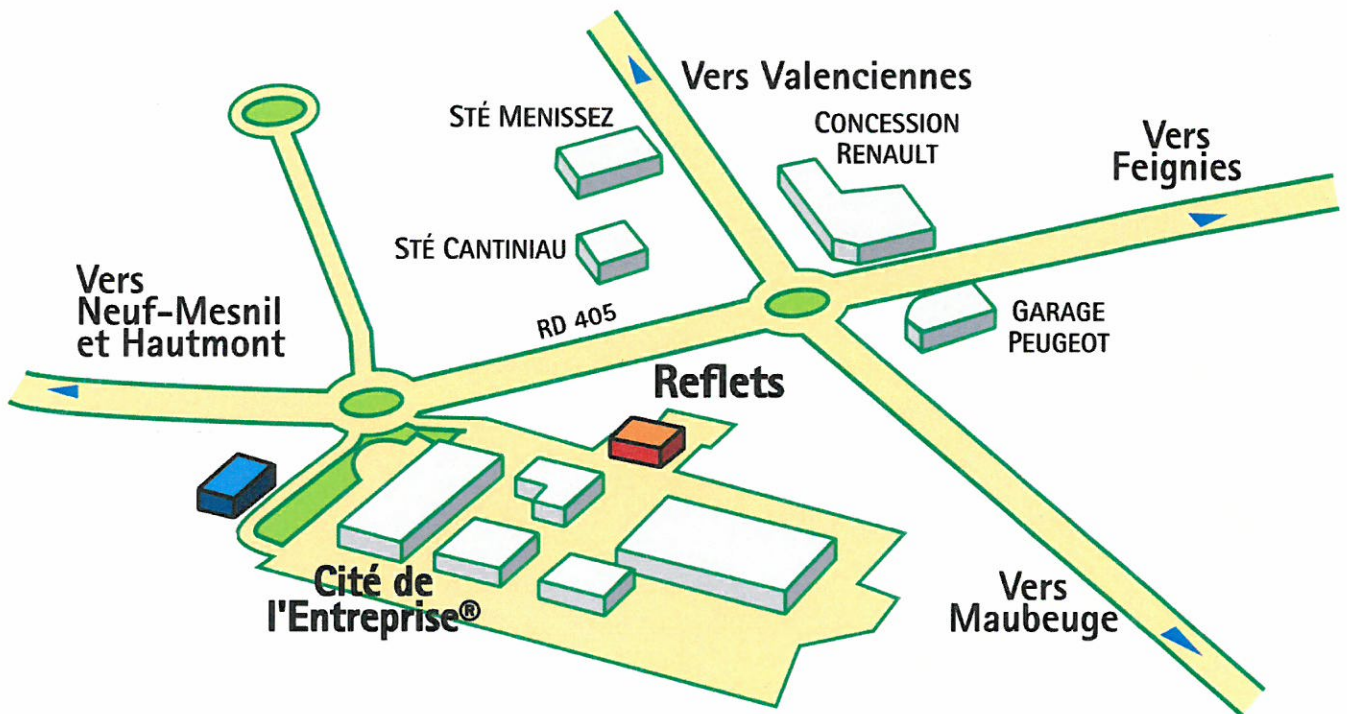 Vers Valenciennes
STÉ MENISSEZ
CONCESSION
RENAULT
Vers
Feignies
STÉ CANTINIAU
Vers
Neuf-Mesnil
et Hautmont
RD 405
GARAGE
PEUGEOT
Reflets
Cité de
l'Entreprise®
Vers
Maubeuge